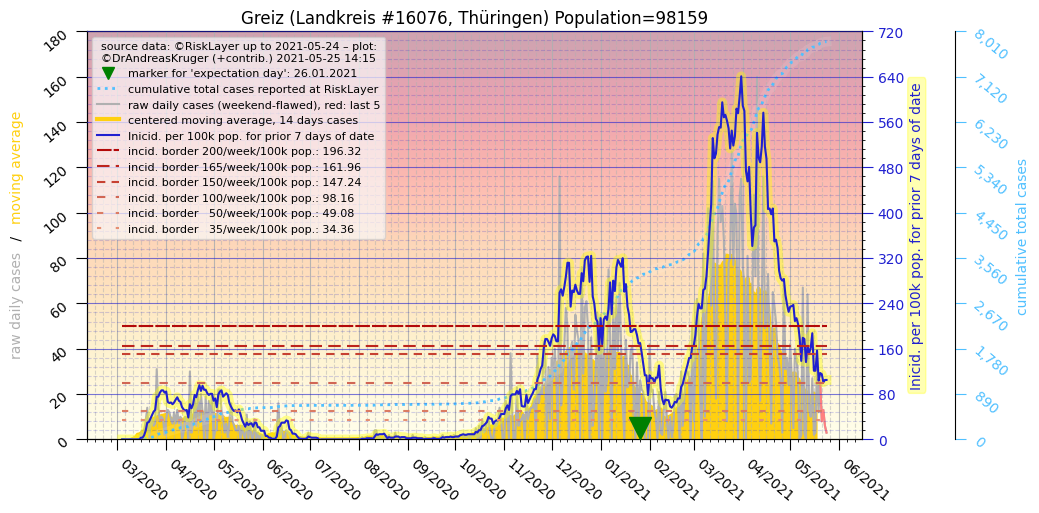 Greiz (Landkreis #16076, Thüringen) Population=98159
source data: ©RiskLayer up to 2021-05-24 – plot:
©DrAndreasKruger (+contrib.) 2021-05-25 14:15
marker for 'expectation day': 26.01.2021
cumulative total cases reported at RiskLayer
raw daily cases (weekend-flawed), red: last 5
centered moving average, 14 days cases
Inicid. per 100k pop. for prior 7 days of date
incid. border 200/week/100k pop.: 196.32
incid. border 165/week/100k pop.: 161.96
incid. border 150/week/100k pop.: 147.24
incid. border 100/week/100k pop.: 98.16
incid. border   50/week/100k pop.: 49.08
incid. border   35/week/100k pop.: 34.36
raw daily cases / moving average
180
160
140
120
100
80
60
40
20
0
03/2020
04/2020
05/2020
06/2020
07/2020
08/2020
09/2020
10/2020
11/2020
12/2020
01/2021
02/2021
03/2021
04/2021
05/2021
06/2021
720
640
560
480
400
320
240
160
80
0
Inicid. per 100k pop. for prior 7 days of date
8,010
7,120
6,230
5,340
4,450
3,560
2,670
1,780
890
0
cumulative total cases